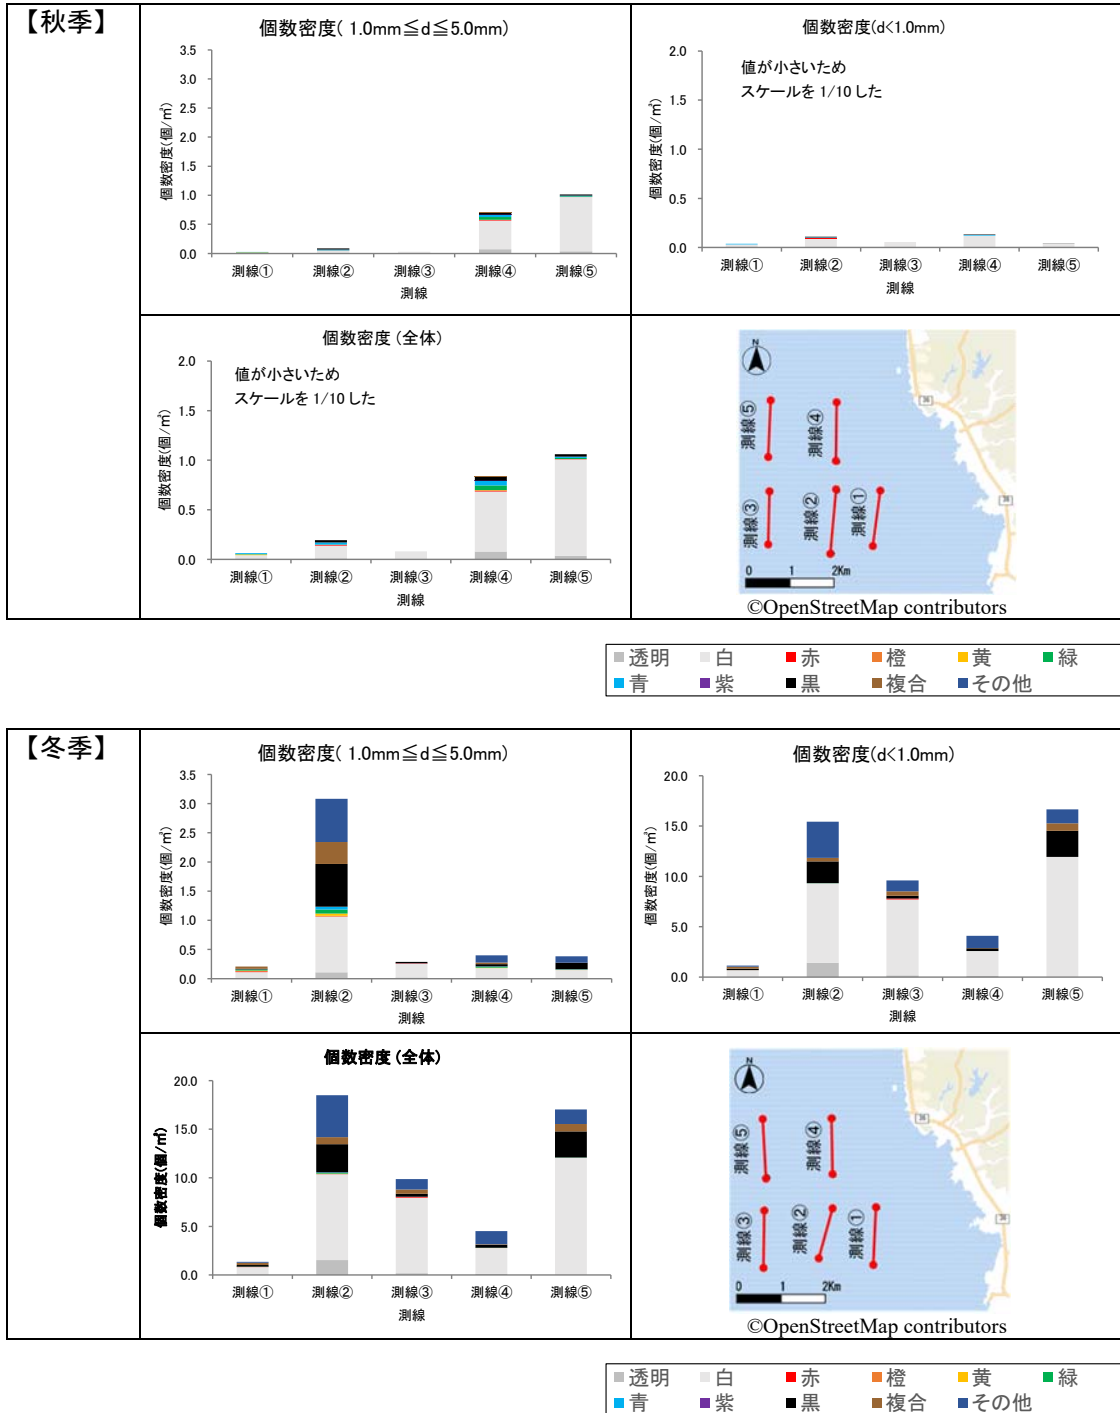 【秋季】
個数密度( 1.0mm≦d≦5.0mm)
3.5
3.0
2.5
2.0
1.5
1.0
0.5
0.0
個数密度(個/㎥)
測線① 測線② 測線③ 測線④ 測線⑤
測線
個数密度(d<1.0mm)
値が小さいため
スケールを 1/10 した
2.0
1.5
1.0
0.5
0.0
個数密度(個/㎥)
測線① 測線② 測線③ 測線④ 測線⑤
測線
個数密度 (全体)
値が小さいため
スケールを 1/10 した
2.0
1.5
1.0
0.5
0.0
個数密度(個/㎥)
測線① 測線② 測線③ 測線④ 測線⑤
測線
N
測線⑤
測線④
測線③
測線②
測線①
36
36
0 1 2Km
©OpenStreetMap contributors
透明 白 赤 橙 黄 緑
青 紫 黒 複合 その他
【冬季】
個数密度( 1.0mm≦d≦5.0mm)
3.5
3.0
2.5
2.0
1.5
1.0
0.5
0.0
個数密度(個/㎥)
測線① 測線② 測線③ 測線④ 測線⑤
測線
個数密度(d<1.0mm)
20.0
15.0
10.0
5.0
0.0
個数密度(個/㎥)
測線① 測線② 測線③ 測線④ 測線⑤
測線
個数密度 (全体)
20.0
15.0
10.0
5.0
0.0
個数密度(個/㎥)
測線① 測線② 測線③ 測線④ 測線⑤
測線
N
測線⑤
測線④
測線③
測線②
測線①
36
36
0 1 2Km
©OpenStreetMap contributors
透明 白 赤 橙 黄 緑
青 紫 黒 複合 その他